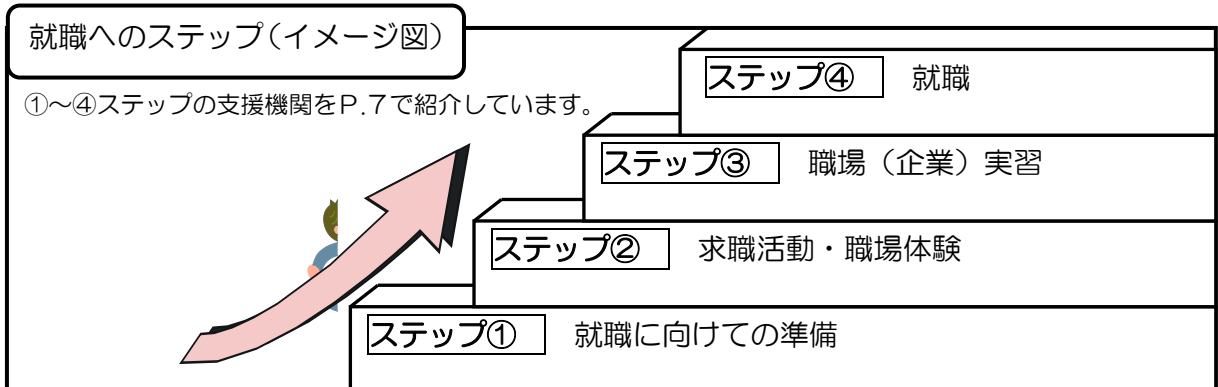 就職へのステップ(イメージ図)
①～④ステップの支援機関をP.7で紹介しています。
ステップ④ 就職
ステップ③ 職場（企業）実習
ステップ② 求職活動・職場体験
ステップ① 就職に向けての準備